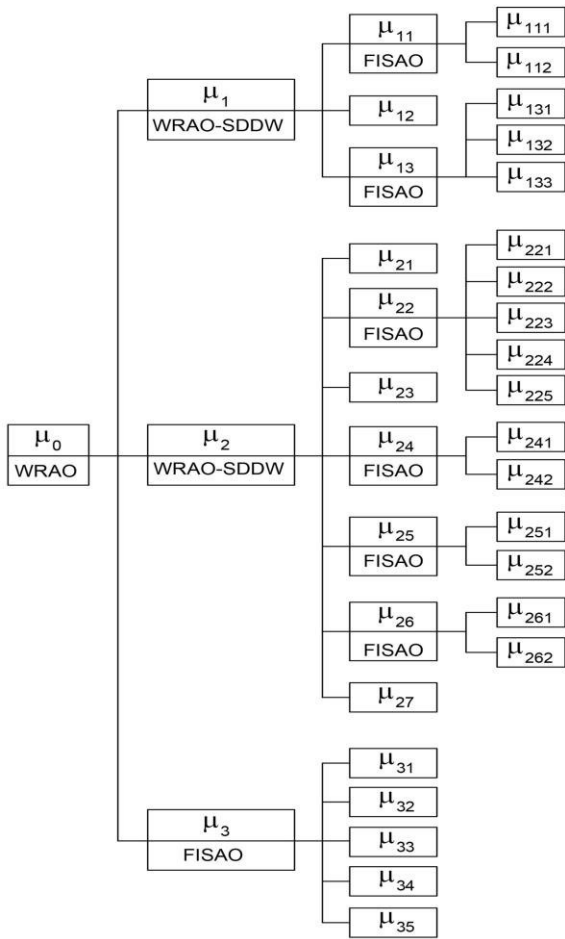 μ0
WRAO
μ1
WRAO-SDDW
μ11
FISAO
μ111
μ112
μ12
μ13
FISAO
μ131
μ132
μ133
μ2
WRAO-SDDW
μ21
μ22
FISAO
μ221
μ222
μ223
μ224
μ225
μ23
μ24
FISAO
μ241
μ242
μ25
FISAO
μ251
μ252
μ26
FISAO
μ261
μ262
μ27
μ3
FISAO
μ31
μ32
μ33
μ34
μ35